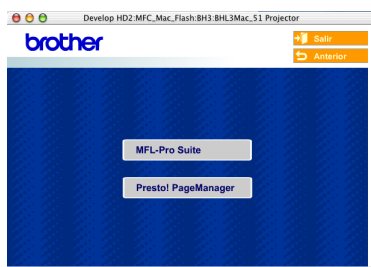 Develop HD2:MFC_Mac_Flash:BH3:BHL3Mac_51 Projector
brother
Salir
Anterior
MFL-Pro Suite
Presto! PageManager